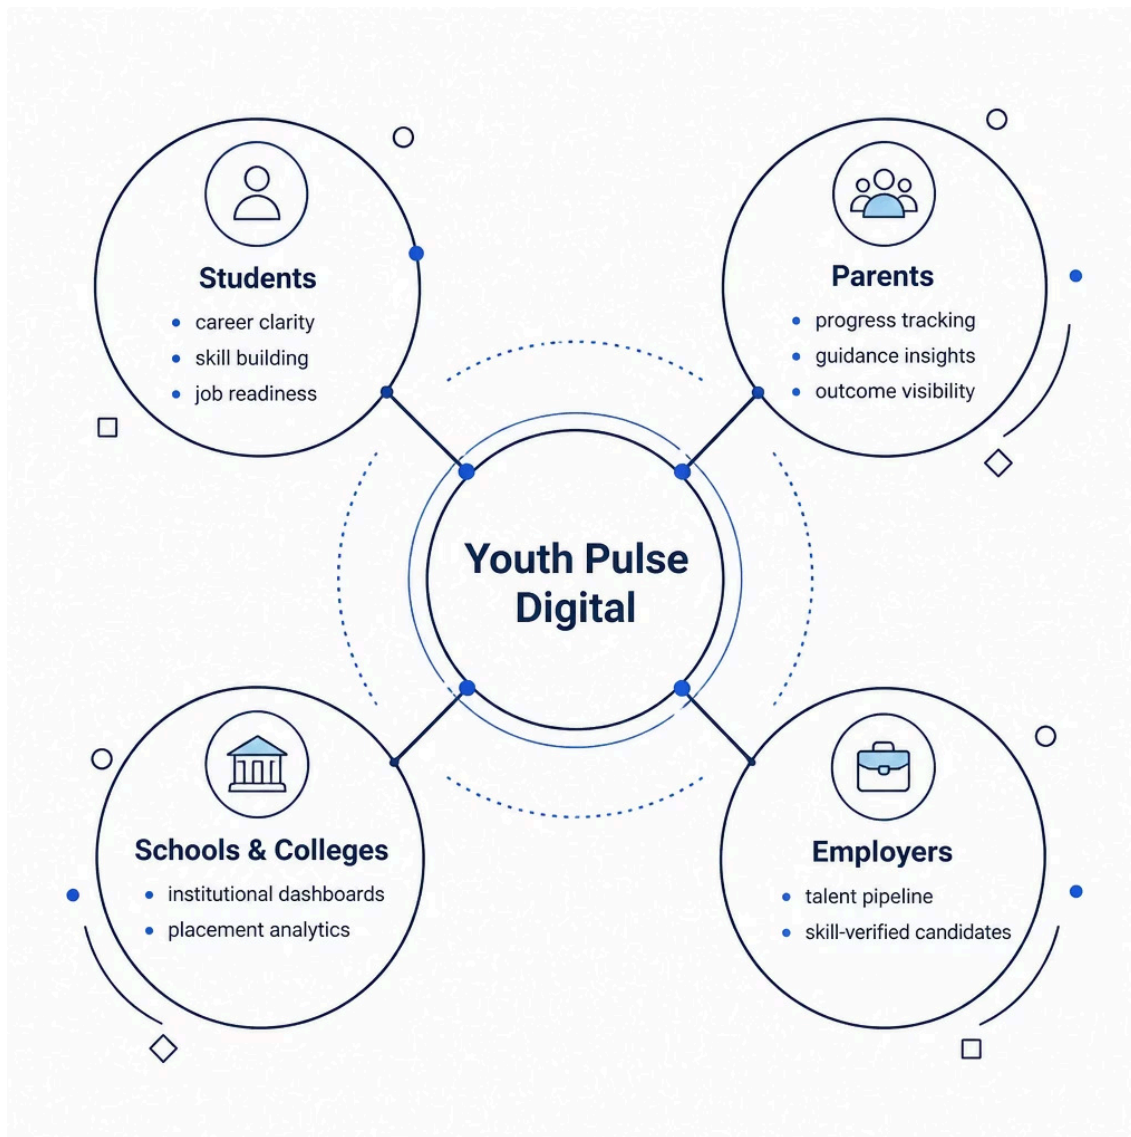 Students
career clarity
skill building
job readiness
Parents
progress tracking
guidance insights
outcome visibility
Youth Pulse
Digital
Schools & Colleges
institutional dashboards
placement analytics
Employers
talent pipeline
skill-verified candidates